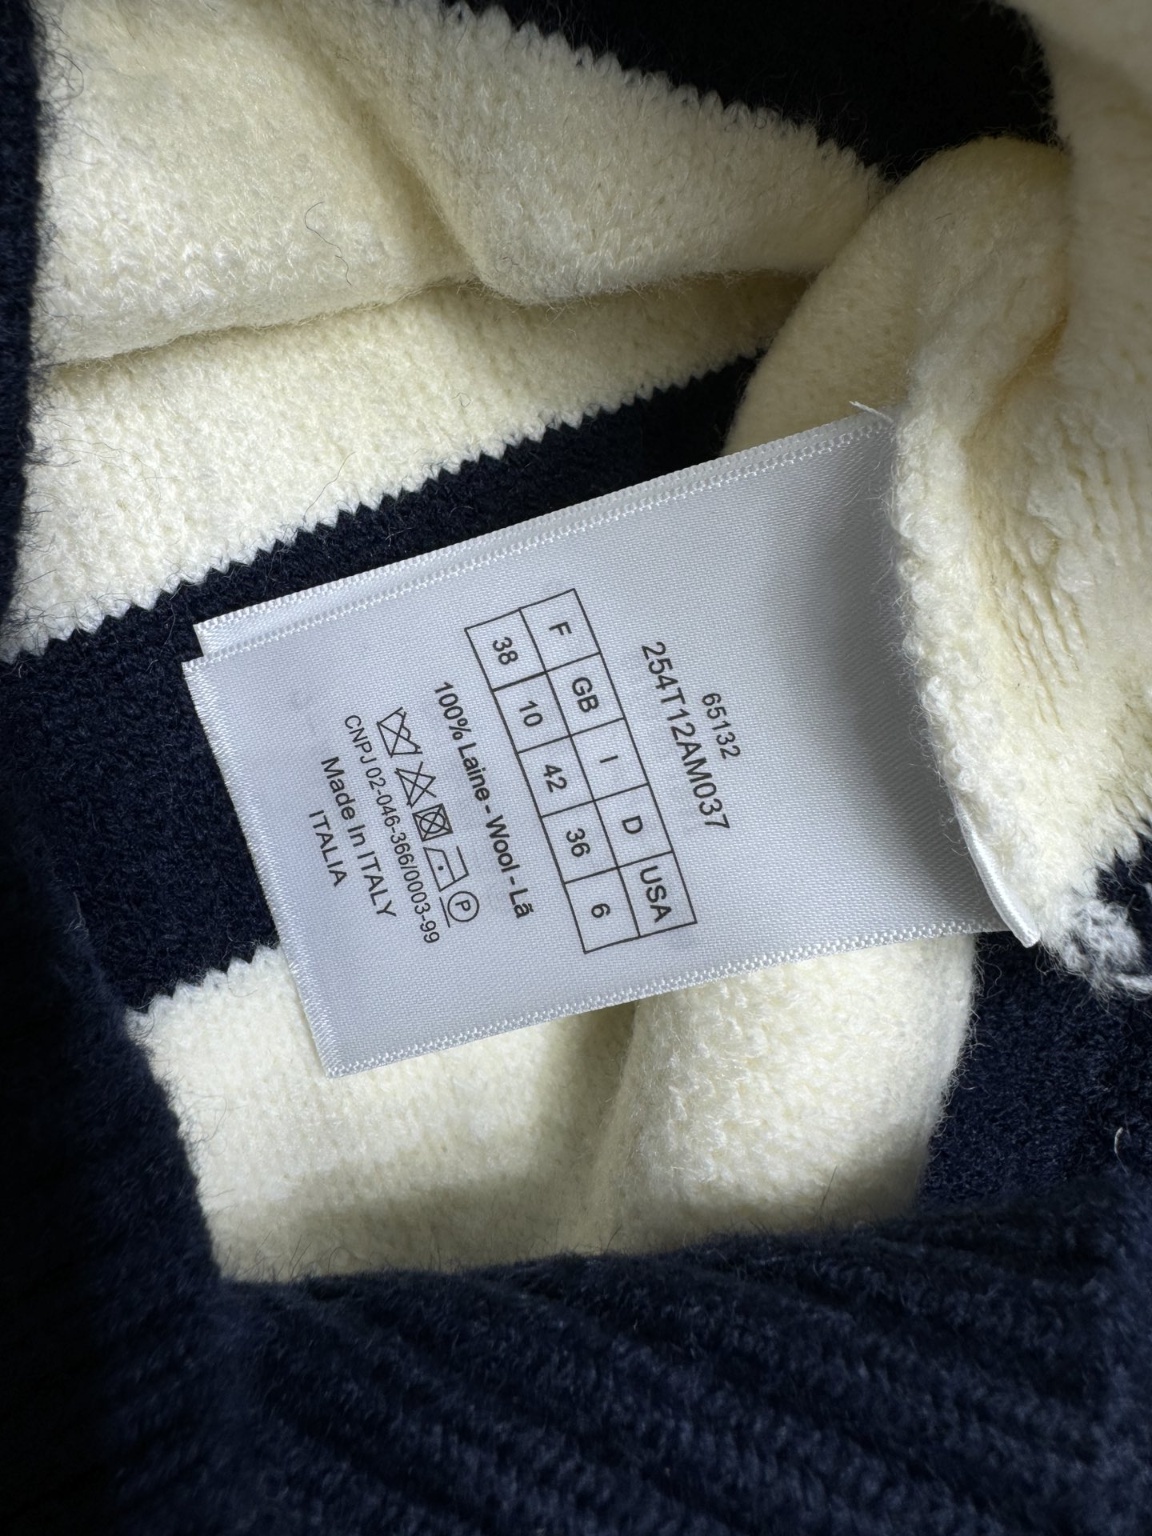 65132
254T12AM037
F GB I D USA
38 10 42 36 6
100% Laine - Wool - Lã
P
CNPJ 02-046-366/0003-99
Made In ITALY
ITALIA